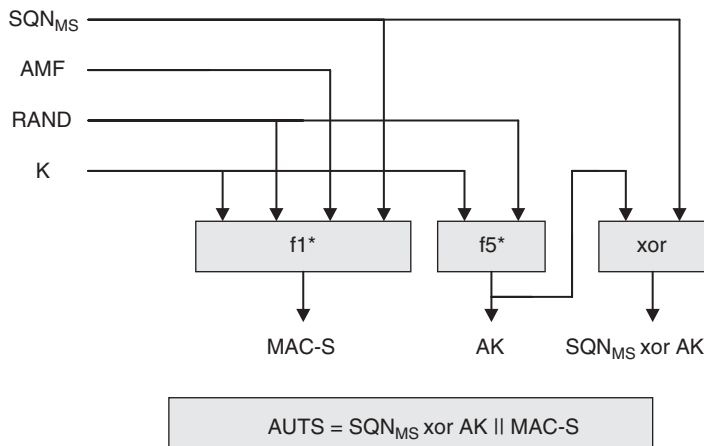 SQN_MS
AMF
RAND
K
f1*
f5*
xor
MAC-S
AK
SQN_MS xor AK
AUTS = SQN_MS xor AK || MAC-S